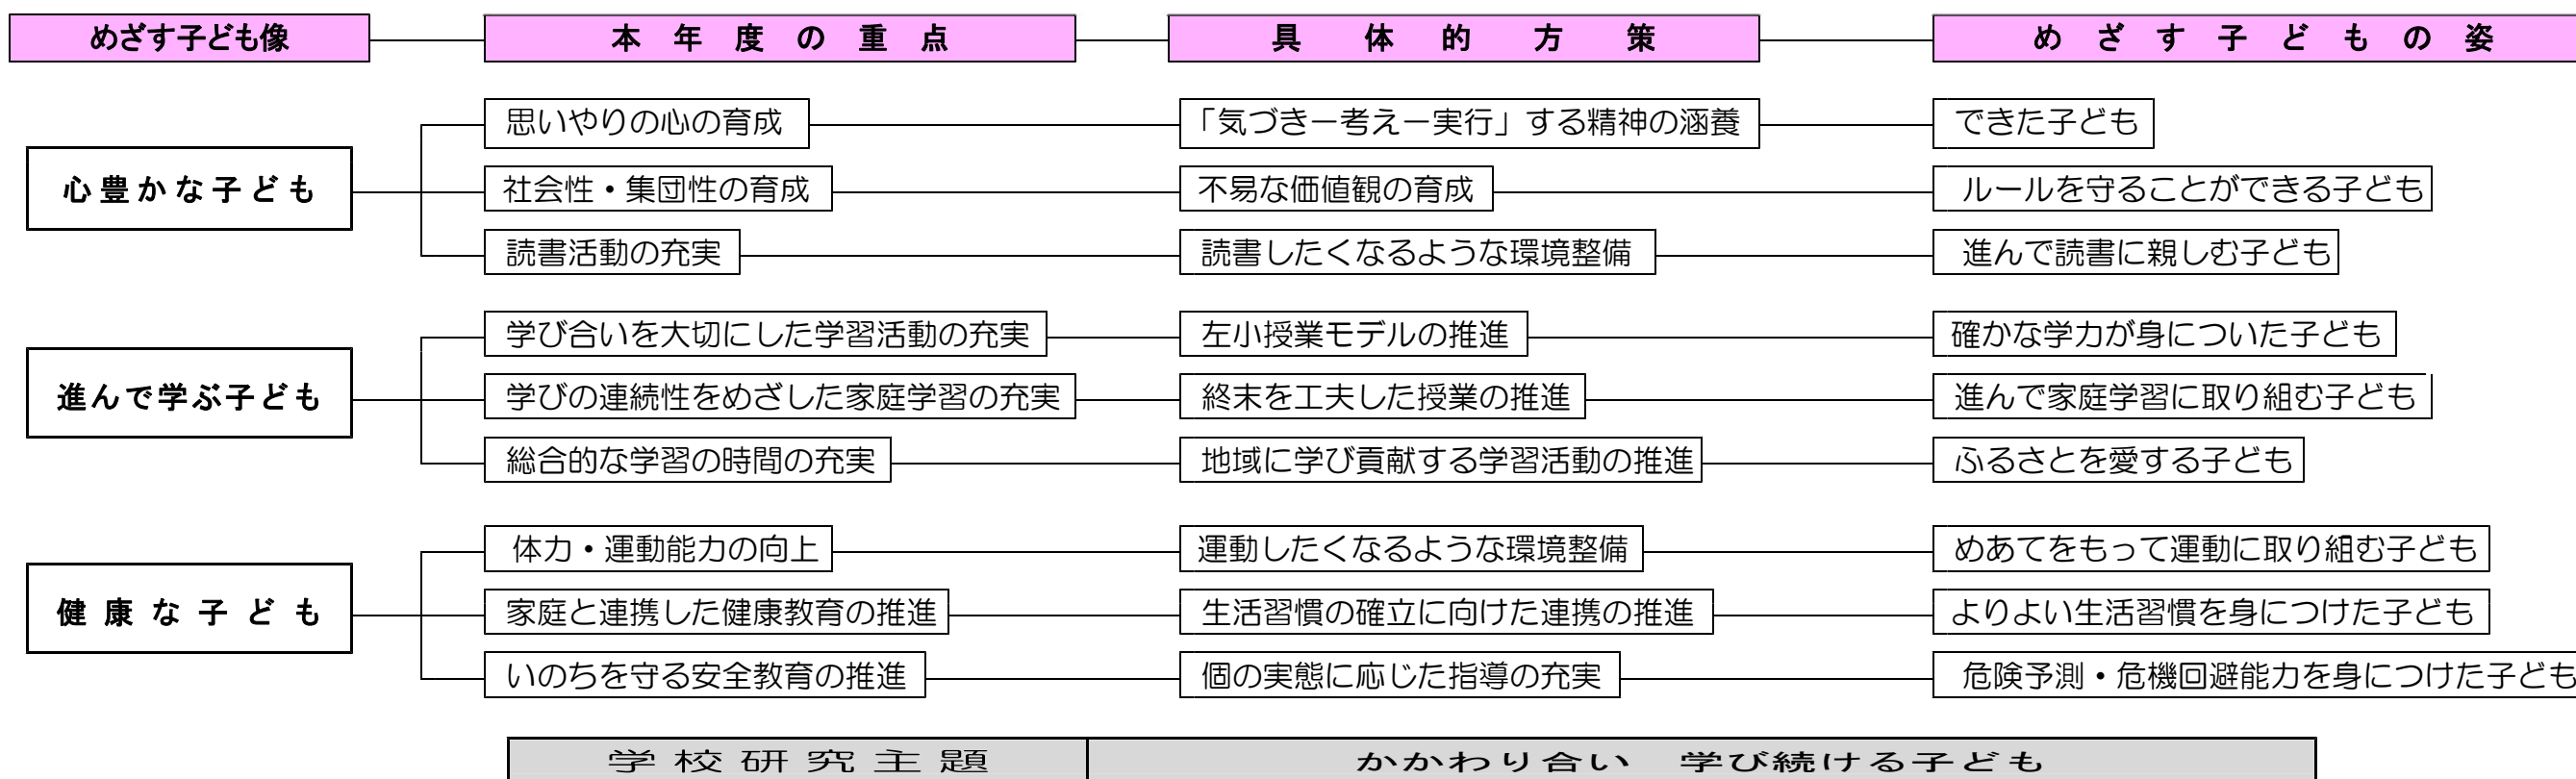 めざす子ども像 本年度の重点 具体的方策 めざす子どもの姿
思いやりの心の育成 「気づきー考えー実行」する精神の涵養 できた子ども
心豊かな子ども 社会性・集団性の育成 不易な価値観の育成 ルールを守ることができる子ども
読書活動の充実 読書したくなるような環境整備 進んで読書に親しむ子ども
学び合いを大切にした学習活動の充実 左小授業モデルの推進 確かな学力が身についた子ども
進んで学ぶ子ども 学びの連続性をめざした家庭学習の充実 終末を工夫した授業の推進 進んで家庭学習に取り組む子ども
総合的な学習の時間の充実 地域に学び貢献する学習活動の推進 ふるさとを愛する子ども
体力・運動能力の向上 運動したくなるような環境整備 めあてをもって運動に取り組む子ども
健康な子ども 家庭と連携した健康教育の推進 生活習慣の確立に向けた連携の推進 よりよい生活習慣を身につけた子ども
いのちを守る安全教育の推進 個の実態に応じた指導の充実 危険予測・危機回避能力を身につけた子ども
学校研究主題 かかわり合い 学び続ける子ども